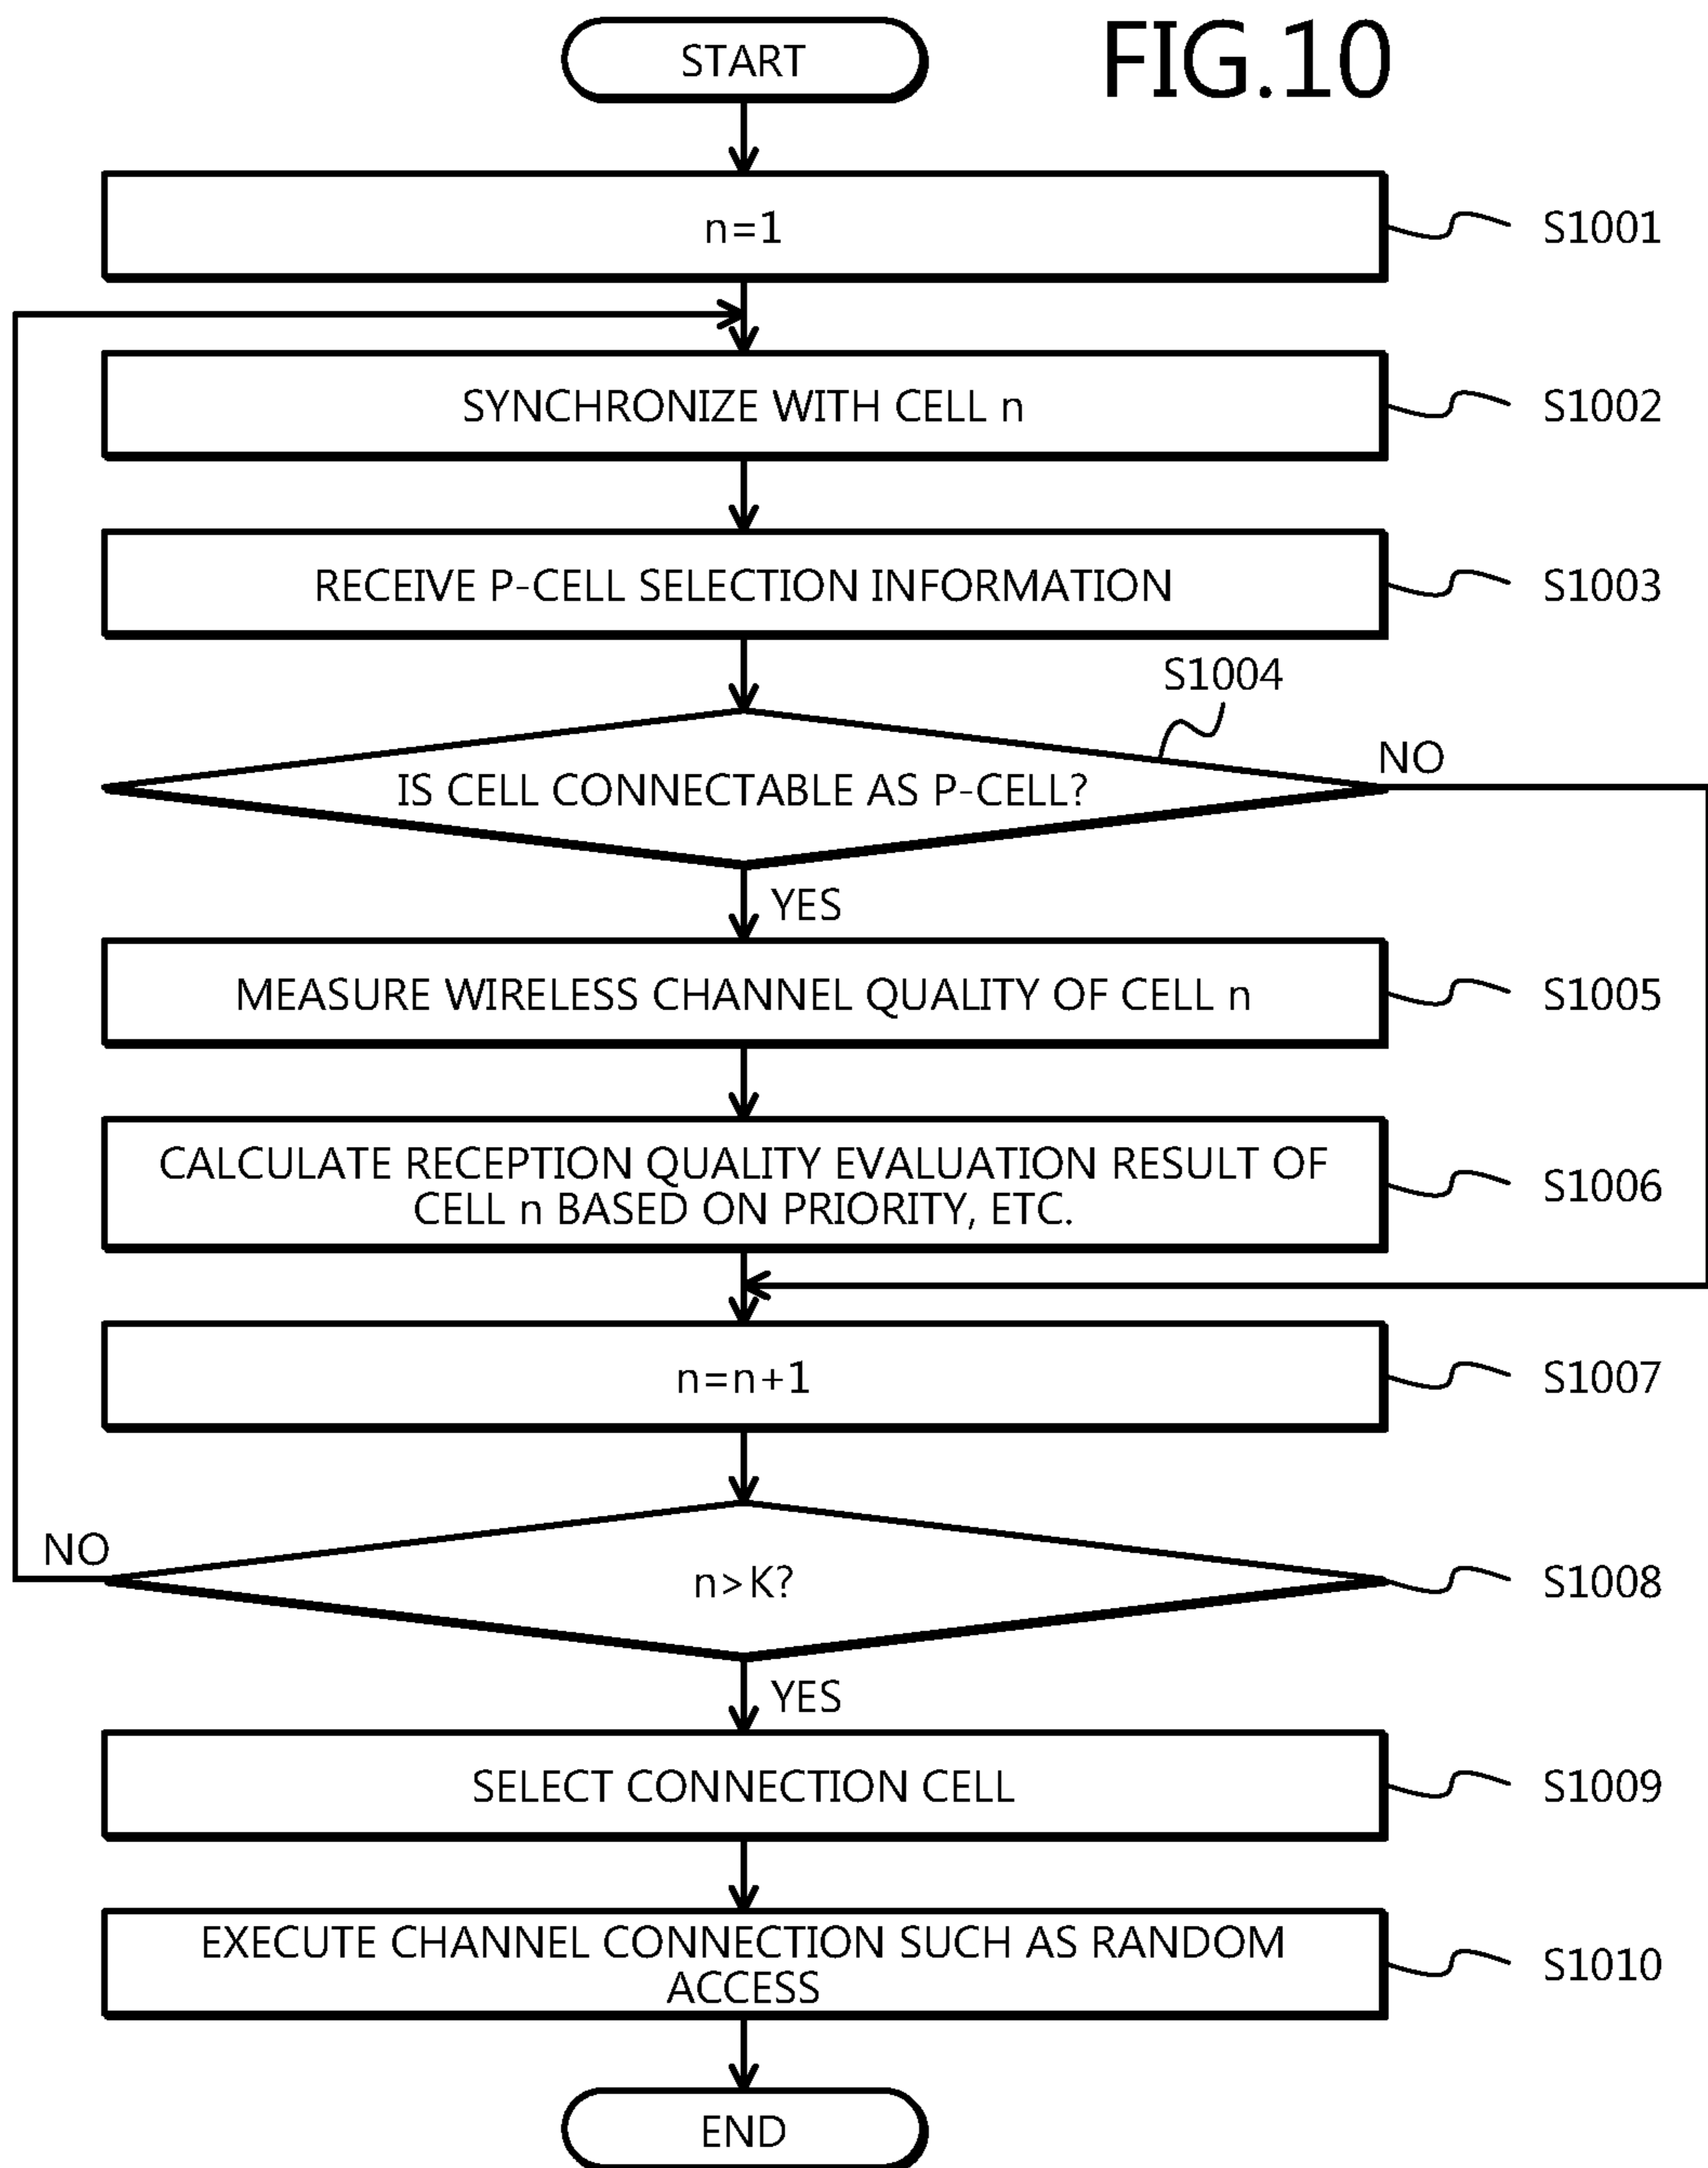 FIG.10
START
n=1
S1001
SYNCHRONIZE WITH CELL n
S1002
RECEIVE P-CELL SELECTION INFORMATION
S1003
S1004
IS CELL CONNECTABLE AS P-CELL?
NO
YES
MEASURE WIRELESS CHANNEL QUALITY OF CELL n
S1005
CALCULATE RECEPTION QUALITY EVALUATION RESULT OF
CELL n BASED ON PRIORITY, ETC.
S1006
n=n+1
S1007
NO
n>K?
S1008
YES
SELECT CONNECTION CELL
S1009
EXECUTE CHANNEL CONNECTION SUCH AS RANDOM
ACCESS
S1010
END